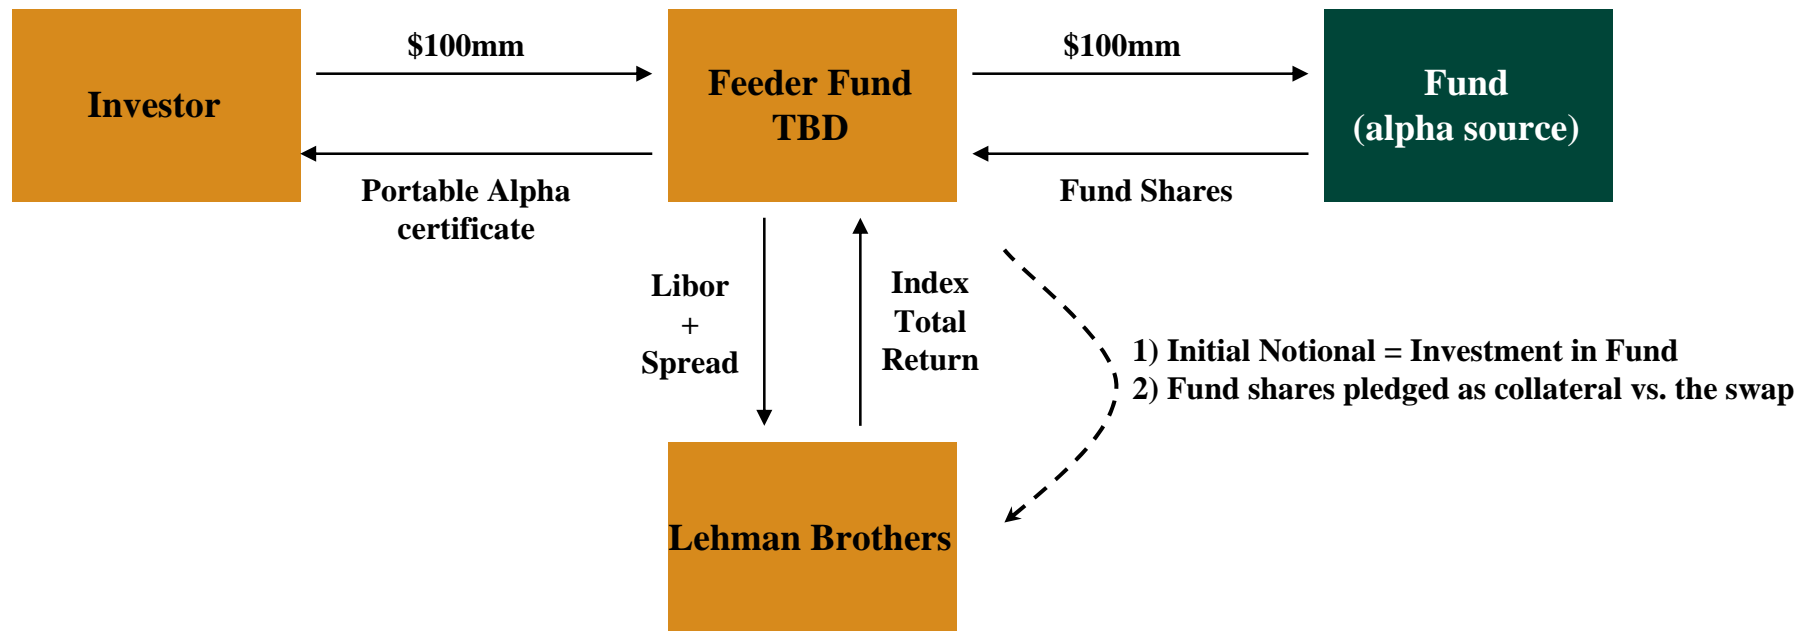 $100mm
$100mm
Investor
Feeder Fund
TBD
Fund
(alpha source)
Portable Alpha
certificate
Fund Shares
Libor
+
Spread
Index
Total
Return
1) Initial Notional = Investment in Fund
2) Fund shares pledged as collateral vs. the swap
Lehman Brothers